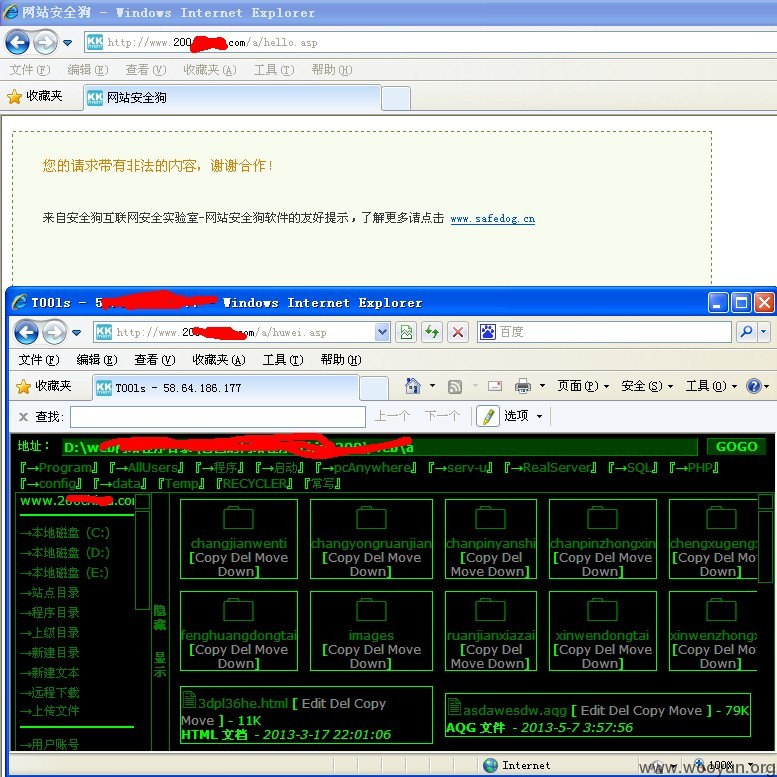 网站安全狗 - Windows Internet Explorer
http://www.200 .com/a/hello.asp
文件(F) 编辑(E) 查看(V) 收藏夹(A) 工具(T) 帮助(H)
收藏夹 网站安全狗
您的请求带有非法的内容，谢谢合作！
来自安全狗互联网安全实验室-网站安全狗软件的友好提示，了解更多请点击 www.safedog.cn
T00ls - 5 - Windows Internet Explorer
http://www.20 om/a/huwei.asp 百度
文件(F) 编辑(E) 查看(V) 收藏夹(A) 工具(T) 帮助(H)
收藏夹 T00ls - 58.64.186.177 页面(P) 安全(S) 工具(O)
查找: 上一个 下一个 选项
地址: D:\we \a GOGO
『→Program』『→AllUsers』『→程序』『→启动』『→pcAnywhere』『→serv-u』『→RealServer』『→SQL』『→PHP』
『→config』『→data』『Temp』『RECYCLER』『常写』
www.200 .co
→本地磁盘 (C:)
→本地磁盘 (D:)
→本地磁盘 (E:)
→站点目录
→程序目录
→上级目录
→新建目录
→新建文本
→远程下载
→上传文件
→用户账号
隐藏 显示
changjianwenti
[Copy Del Move Down]
changyongruanjian
[Copy Del Move Down]
chanpinyanshi
[Copy Del Move Down]
chanpinzhongxin
[Copy Del Move Down]
chengxugeng
[Copy Del Move Down]
fenghuangdongtai
[Copy Del Move Down]
images
[Copy Del Move Down]
ruanjianxiazai
[Copy Del Move Down]
xinwendongtai
[Copy Del Move Down]
xinwenzhong
[Copy Del Move Down]
3dpl36he.html [ Edit Del Copy Move ] - 11K
HTML 文档 - 2013-3-17 22:01:06
asdawesdw.aqg [ Edit Del Copy Move ] - 79K
AQG 文件 - 2013-5-7 3:57:56
Internet 100%
www.wooyun.org